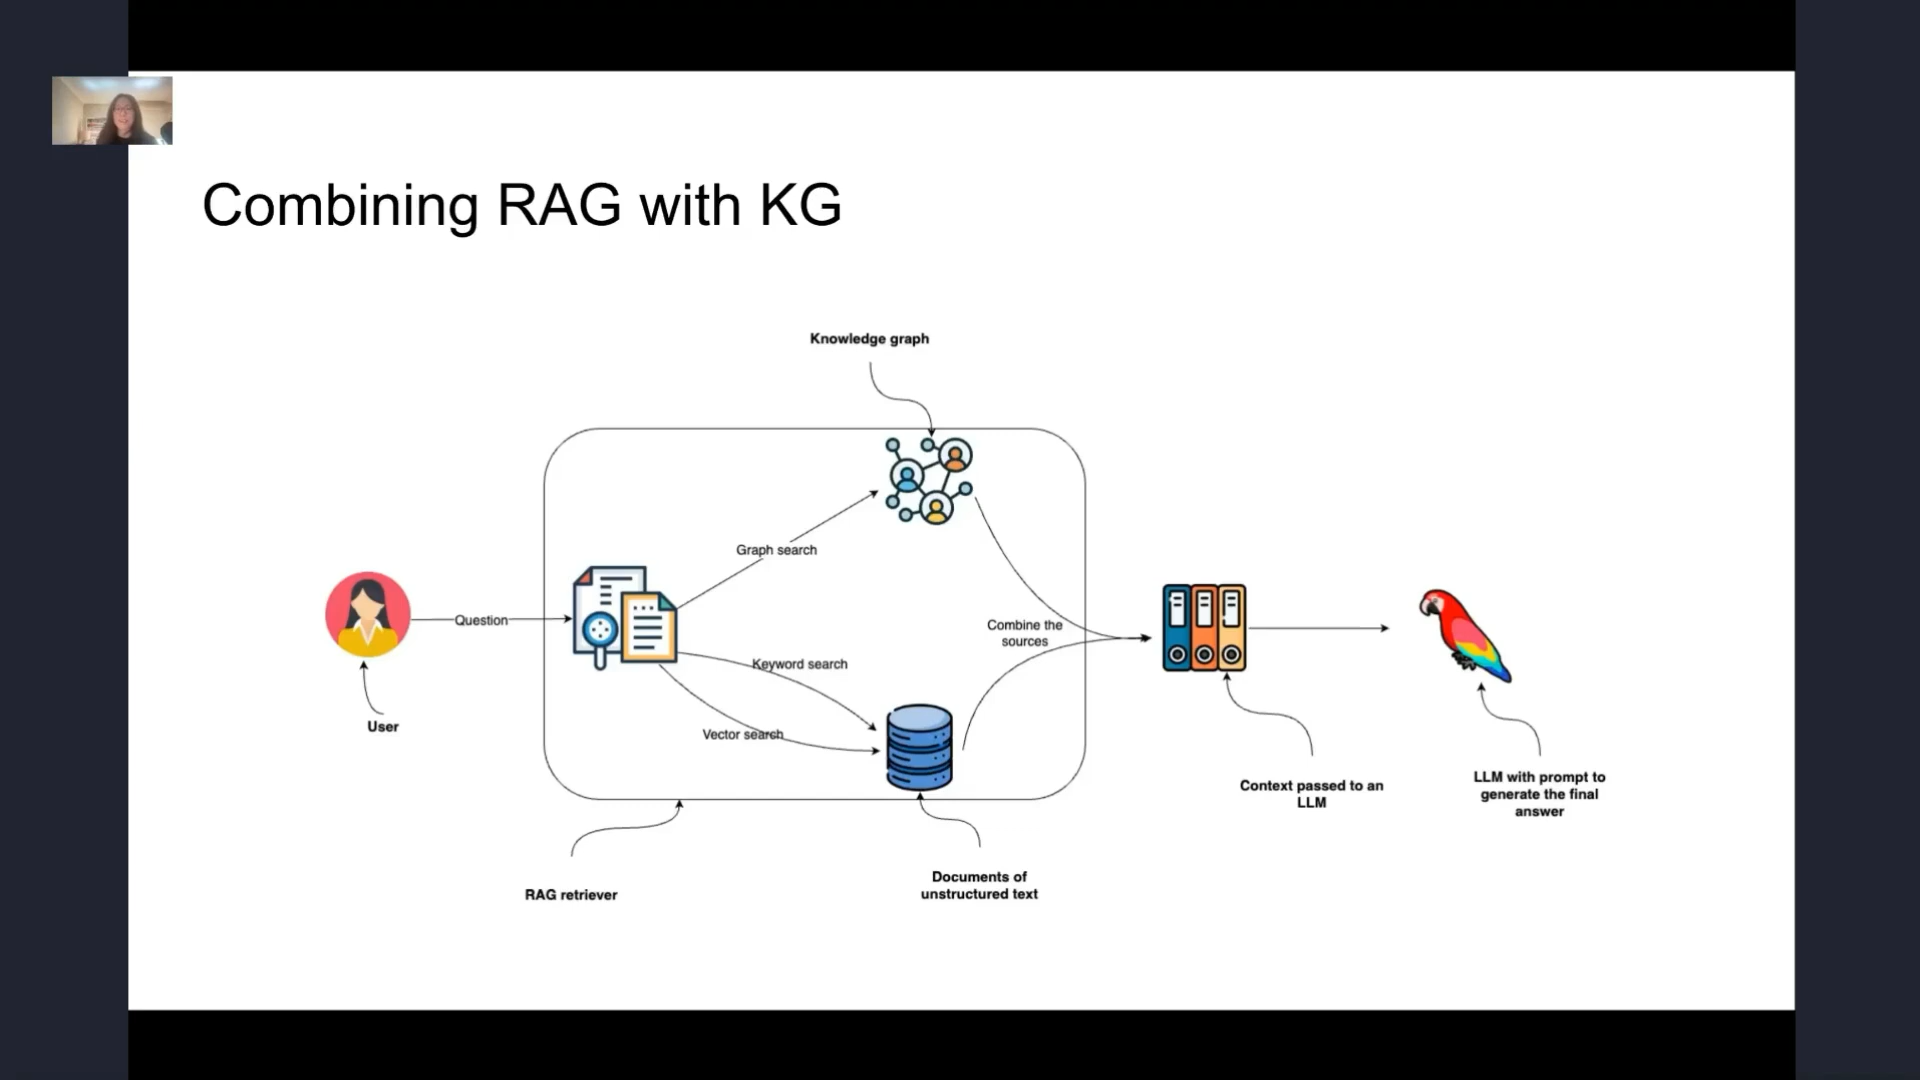 Combining RAG with KG
Knowledge graph
Graph search
Question
Keyword search
Vector search
Combine the
sources
User
Context passed to an
LLM
LLM with prompt to
generate the final
answer
RAG retriever
Documents of
unstructured text